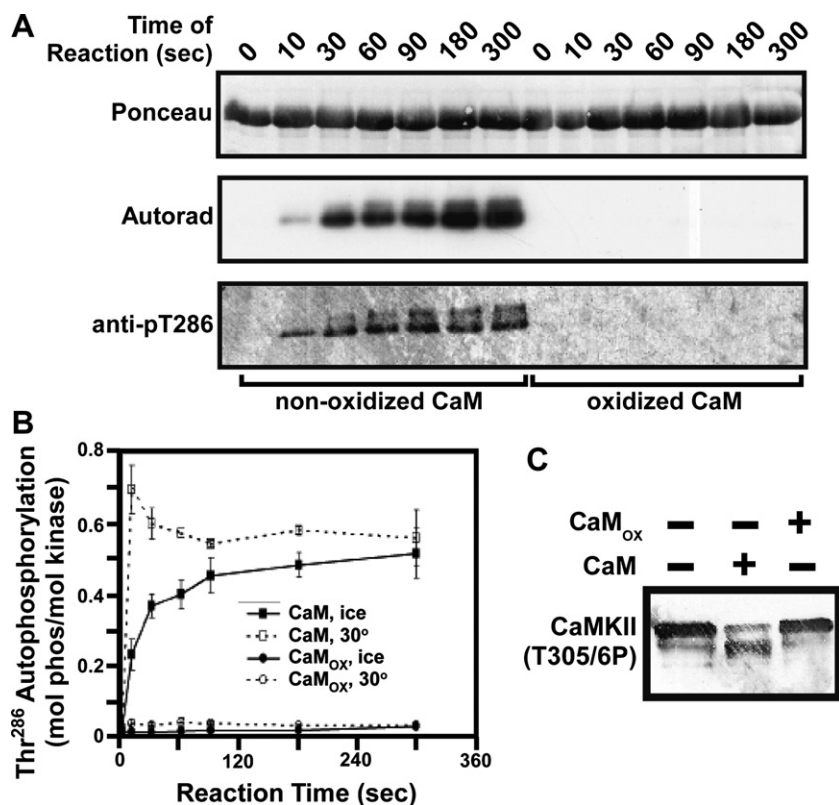 A
Time of
Reaction (sec)
0 10 30 60 90 180 300 0 10 30 60 90 180 300
Ponceau
Autorad
anti-pT286
non-oxidized CaM
oxidized CaM
B
Thr286 Autophosphorylation
(mol phos/mol kinase)
0.8
0.6
0.4
0.2
0
CaM, ice
CaM, 30°
CaMOX, ice
CaMOX, 30°
0 120 240 360
Reaction Time (sec)
C
CaMOX − − +
CaM − + −
CaMKII
(T305/6P)